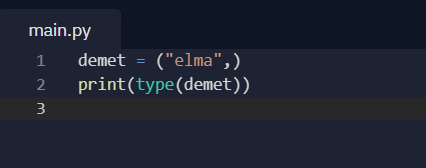 main.py
1 demet = ("elma",)
2 print(type(demet))
3